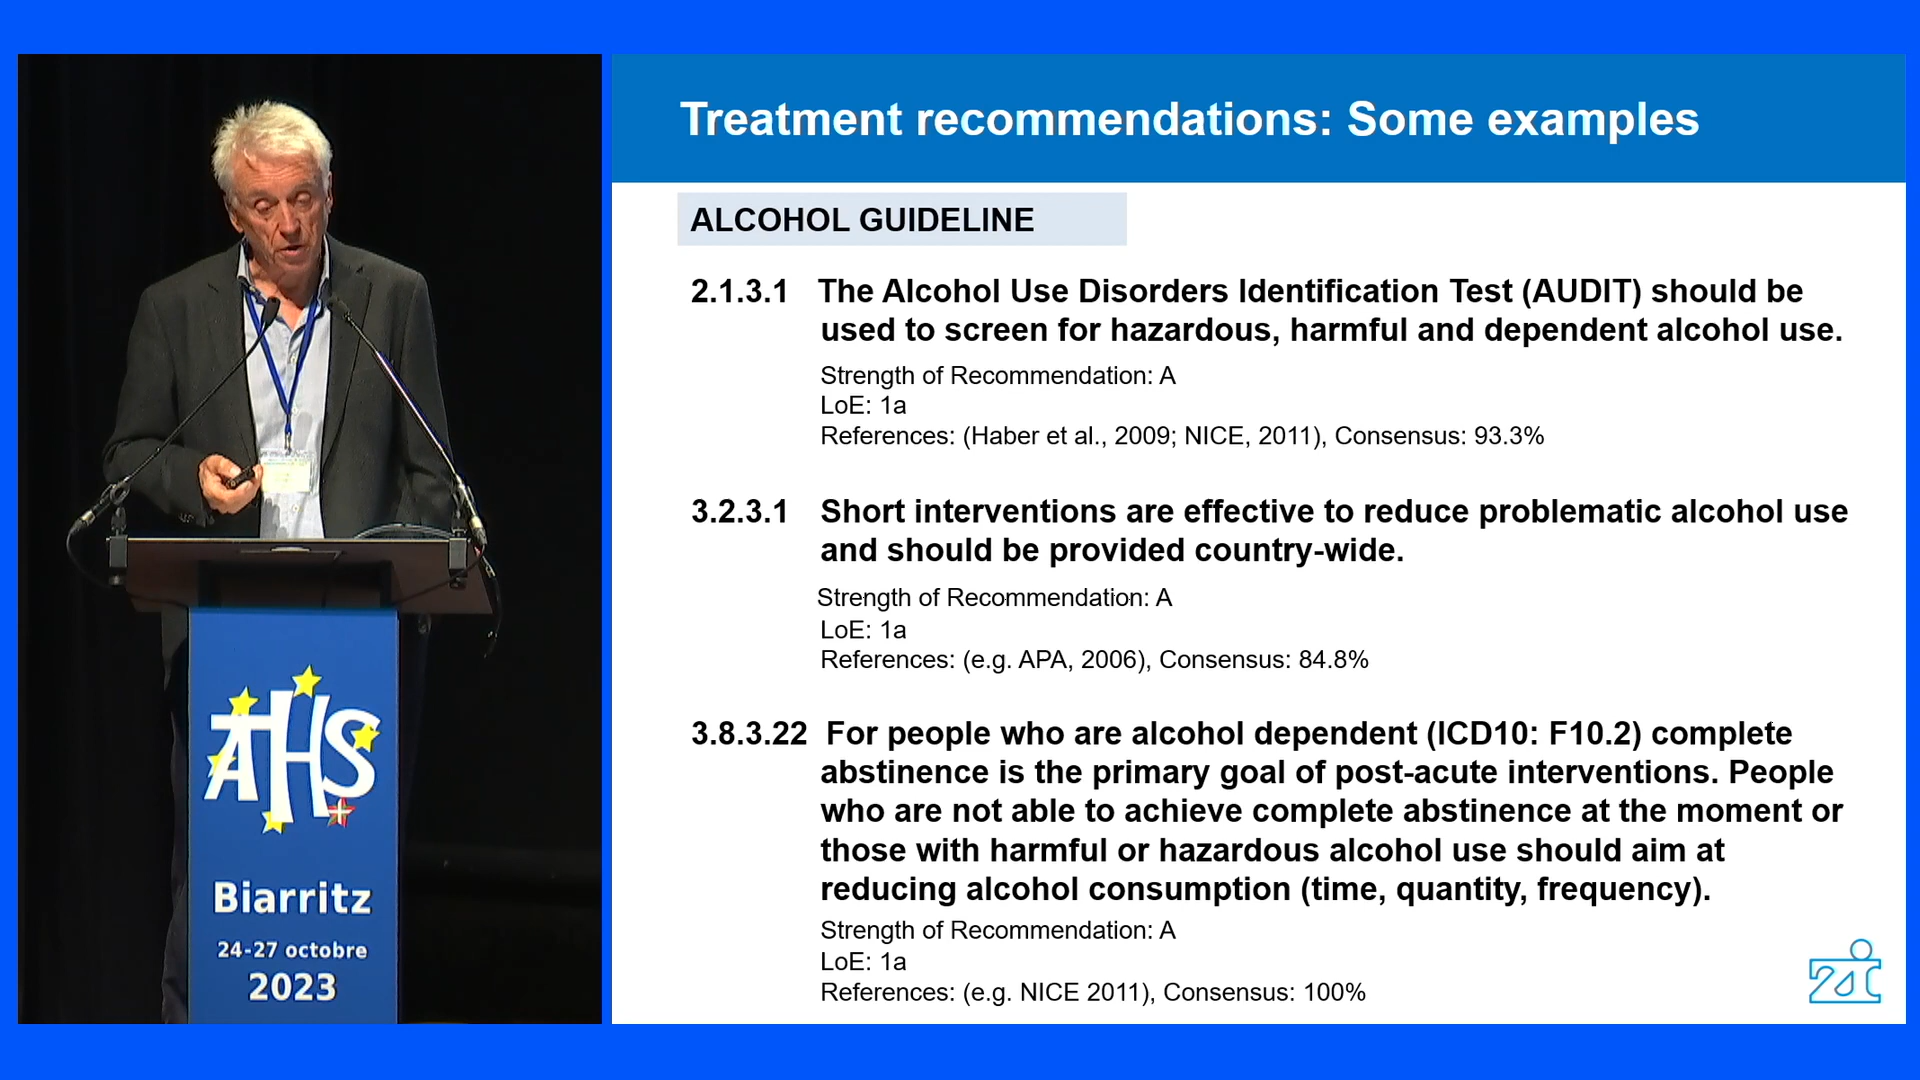 Treatment recommendations: Some examples
ALCOHOL GUIDELINE
2.1.3.1 The Alcohol Use Disorders Identification Test (AUDIT) should be
used to screen for hazardous, harmful and dependent alcohol use.
Strength of Recommendation: A
LoE: 1a
References: (Haber et al., 2009; NICE, 2011), Consensus: 93.3%
3.2.3.1 Short interventions are effective to reduce problematic alcohol use
and should be provided country-wide.
Strength of Recommendation: A
LoE: 1a
References: (e.g. APA, 2006), Consensus: 84.8%
3.8.3.22 For people who are alcohol dependent (ICD10: F10.2) complete
abstinence is the primary goal of post-acute interventions. People
who are not able to achieve complete abstinence at the moment or
those with harmful or hazardous alcohol use should aim at
reducing alcohol consumption (time, quantity, frequency).
Strength of Recommendation: A
LoE: 1a
References: (e.g. NICE 2011), Consensus: 100%
zi
ATHS
Biarritz
24-27 octobre
2023